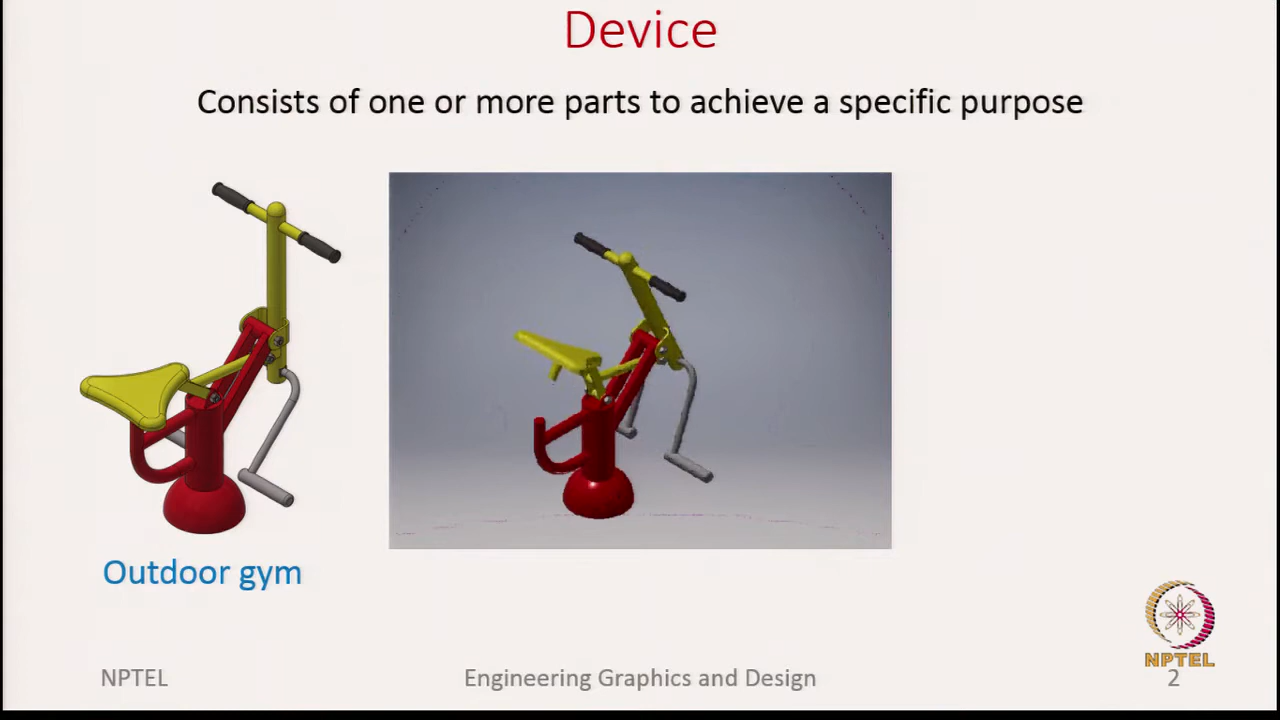 Device
Consists of one or more parts to achieve a specific purpose
Outdoor gym
NPTEL
NPTEL
Engineering Graphics and Design
2